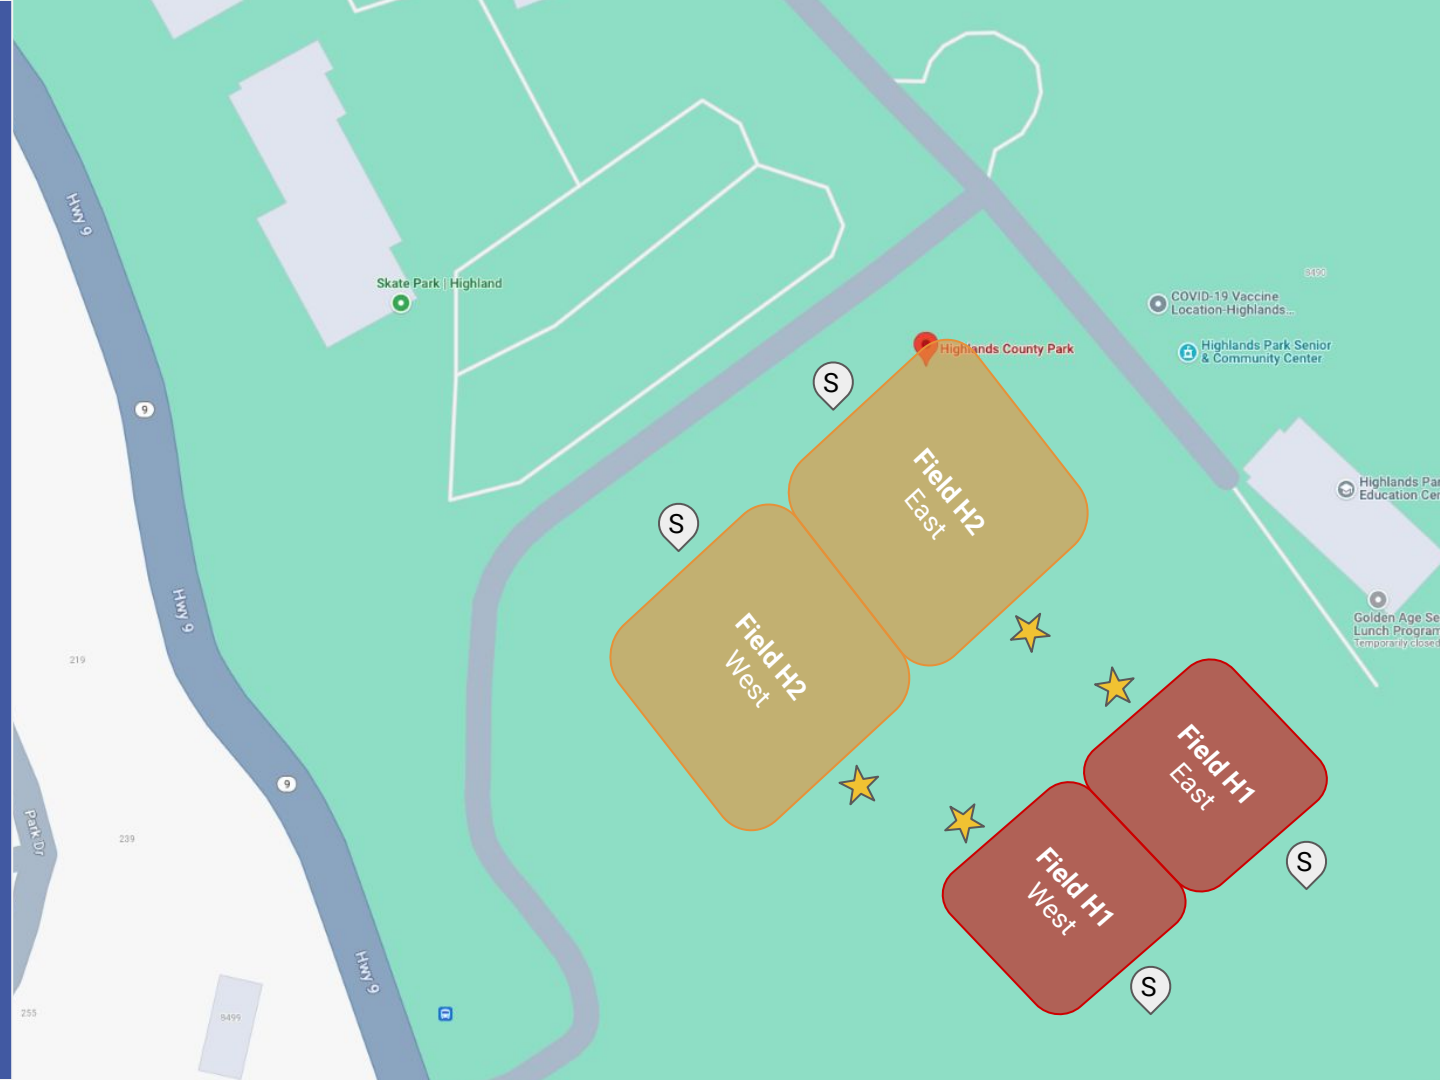 Hwy 9
Skate Park | Highland
8490
COVID-19 Vaccine
Location-Highlands...
Highlands Park Senior
& Community Center
Highlands County Park
S
9
Field H2
East
S
Highlands Par
Education Cen
Hwy 9
Field H2
West
Golden Age Se
Lunch Program
Temporarily closed
219
Field H1
East
9
Park Dr
239
S
Field H1
West
Hwy 9
S
255
8499